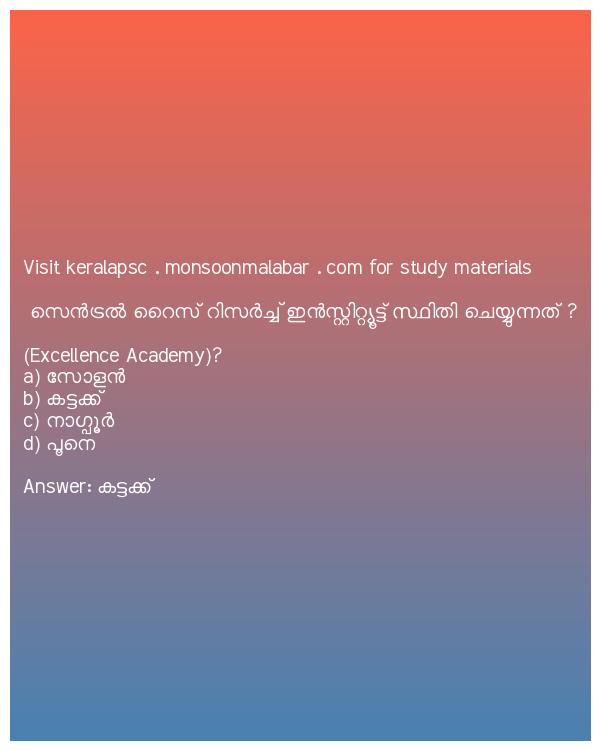 Visit keralapsc . monsoonmalabar . com for study materials
സെൻട്രൽ റൈസ് റിസർച്ച് ഇൻസ്റ്റിറ്റ്യൂട്ട് സ്ഥിതി ചെയ്യുന്നത് ?
(Excellence Academy)?
a) സോളൻ
b) കട്ടക്ക്
c) നാഗ്പൂർ
d) പൂനെ
Answer: കട്ടക്ക്